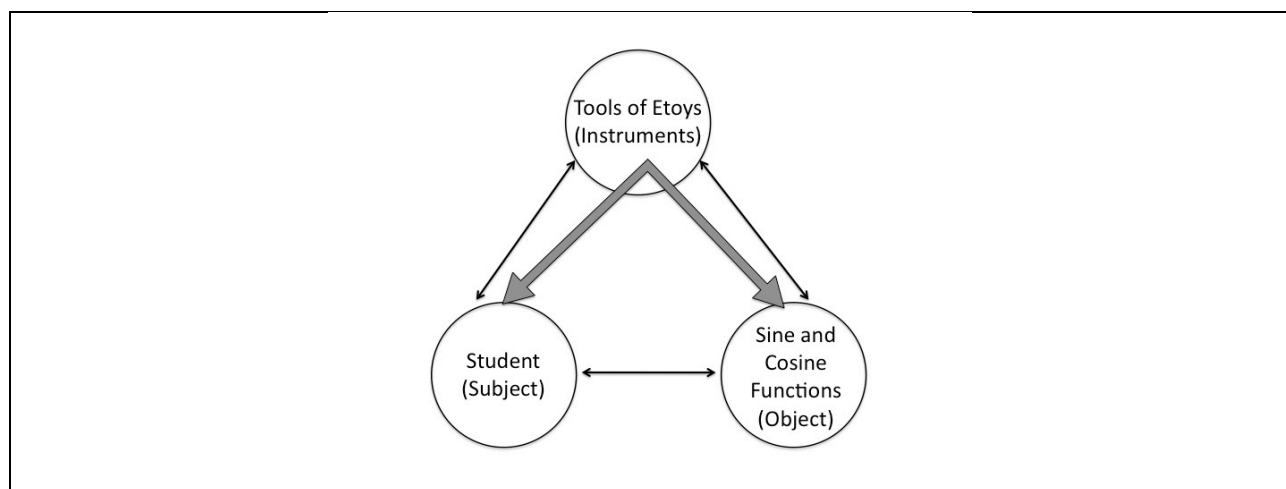 Tools of Etoys
(Instruments)
Student
(Subject)
Sine and
Cosine
Functions
(Object)